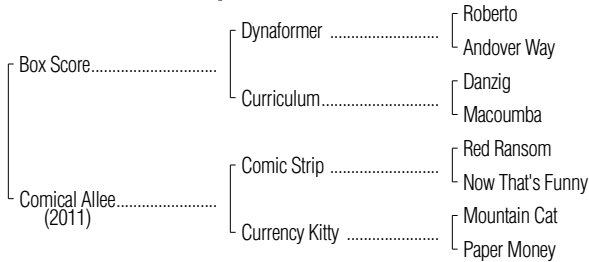 Roberto
Dynaformer ........................
Andover Way
Box Score............................
Danzig
Curriculum..........................
Macoumba
Red Ransom
Comic Strip ........................
Now That's Funny
Comical Allee......................
(2011)
Mountain Cat
Currency Kitty ....................
Paper Money